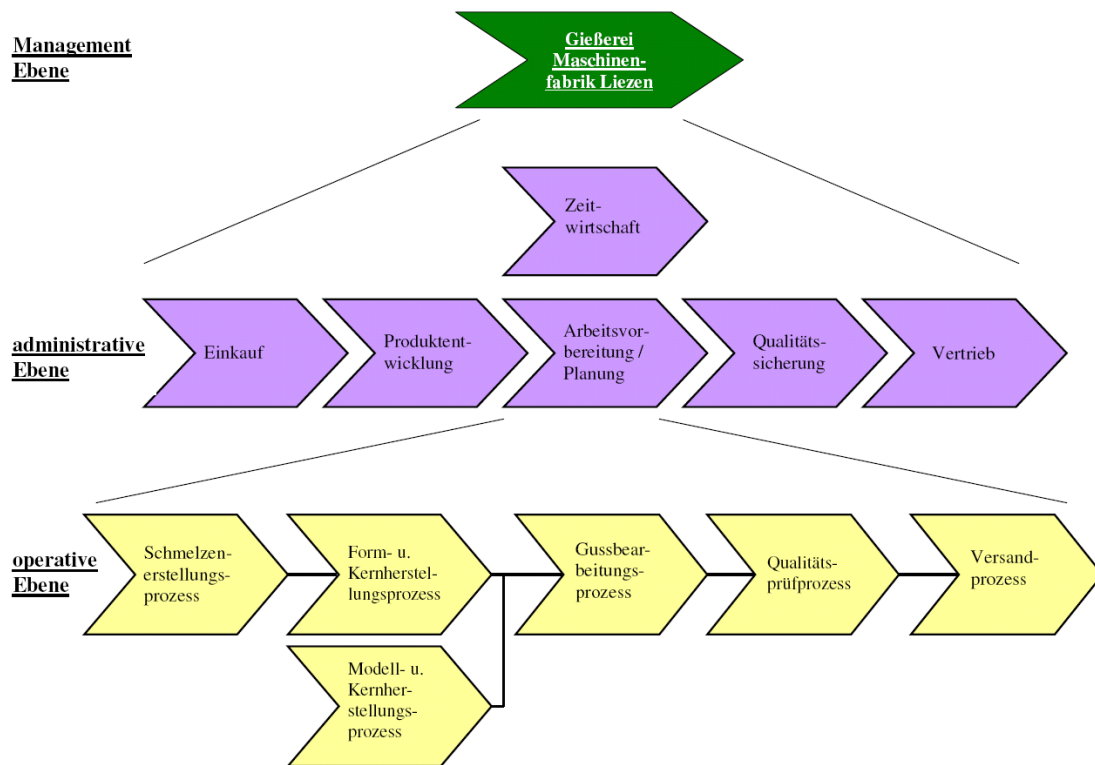 Management
Ebene
Gießerei
Maschinen-
fabrik Liezen
Zeit-
wirtschaft
administrative
Ebene
Einkauf
Produktent-
wicklung
Arbeitsvor-
bereitung /
Planung
Qualitäts-
sicherung
Vertrieb
operative
Ebene
Schmelzen-
erstellungs-
prozess
Form- u.
Kernherstel-
lungsprozess
Gussbear-
beitungs-
prozess
Qualitäts-
prüfprozess
Versand-
prozess
Modell- u.
Kernher-
stellungs-
prozess